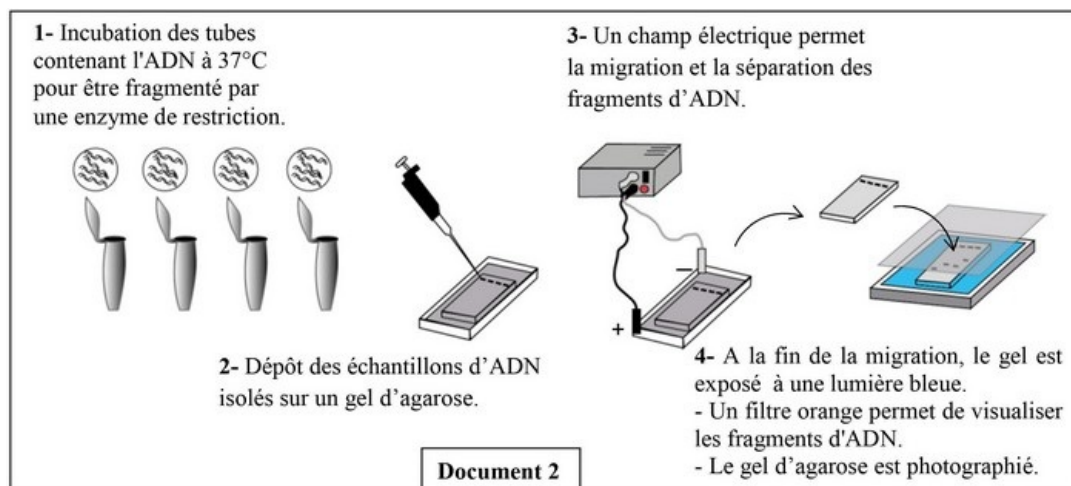 1- Incubation des tubes
contenant l'ADN à 37°C
pour être fragmenté par
une enzyme de restriction.
2- Dépôt des échantillons d'ADN
isolés sur un gel d'agarose.
3- Un champ électrique permet
la migration et la séparation des
fragments d'ADN.
–
+
4- A la fin de la migration, le gel est
exposé à une lumière bleue.
- Un filtre orange permet de visualiser
les fragments d'ADN.
- Le gel d'agarose est photographié.
Document 2